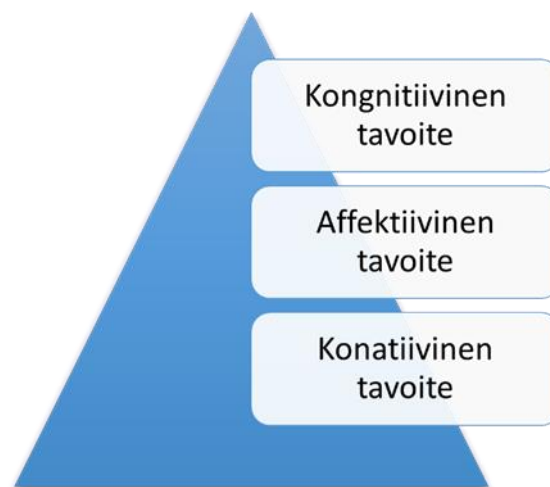 Kongnitiivinen
tavoite
Affektiivinen
tavoite
Konatiivinen
tavoite